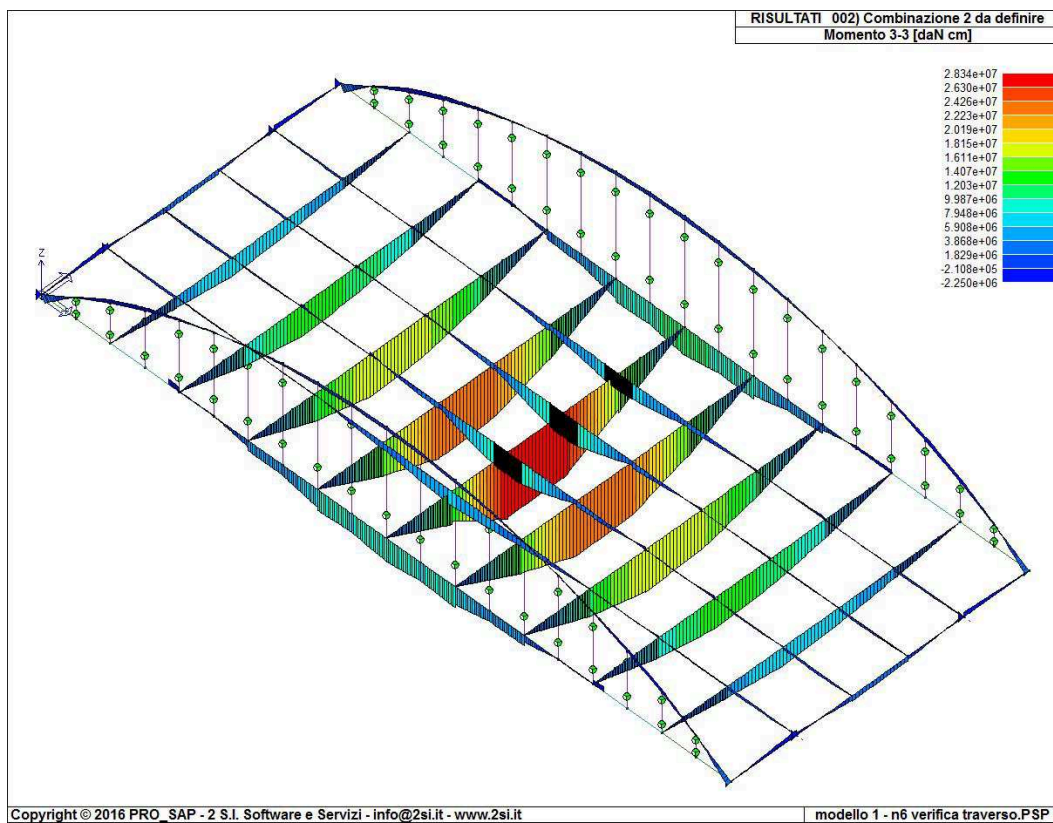 RISULTATI 002) Combinazione 2 da definire
Momento 3-3 [daN cm]
2.834e+07
2.630e+07
2.426e+07
2.223e+07
2.019e+07
1.815e+07
1.611e+07
1.407e+07
1.203e+07
9.987e+06
7.948e+06
5.908e+06
3.868e+06
1.829e+06
-2.108e+05
-2.250e+06
Z
Copyright © 2016 PRO_SAP - 2 S.I. Software e Servizi - info@2si.it - www.2si.it
modello 1 - n6 verifica traverso.PSP